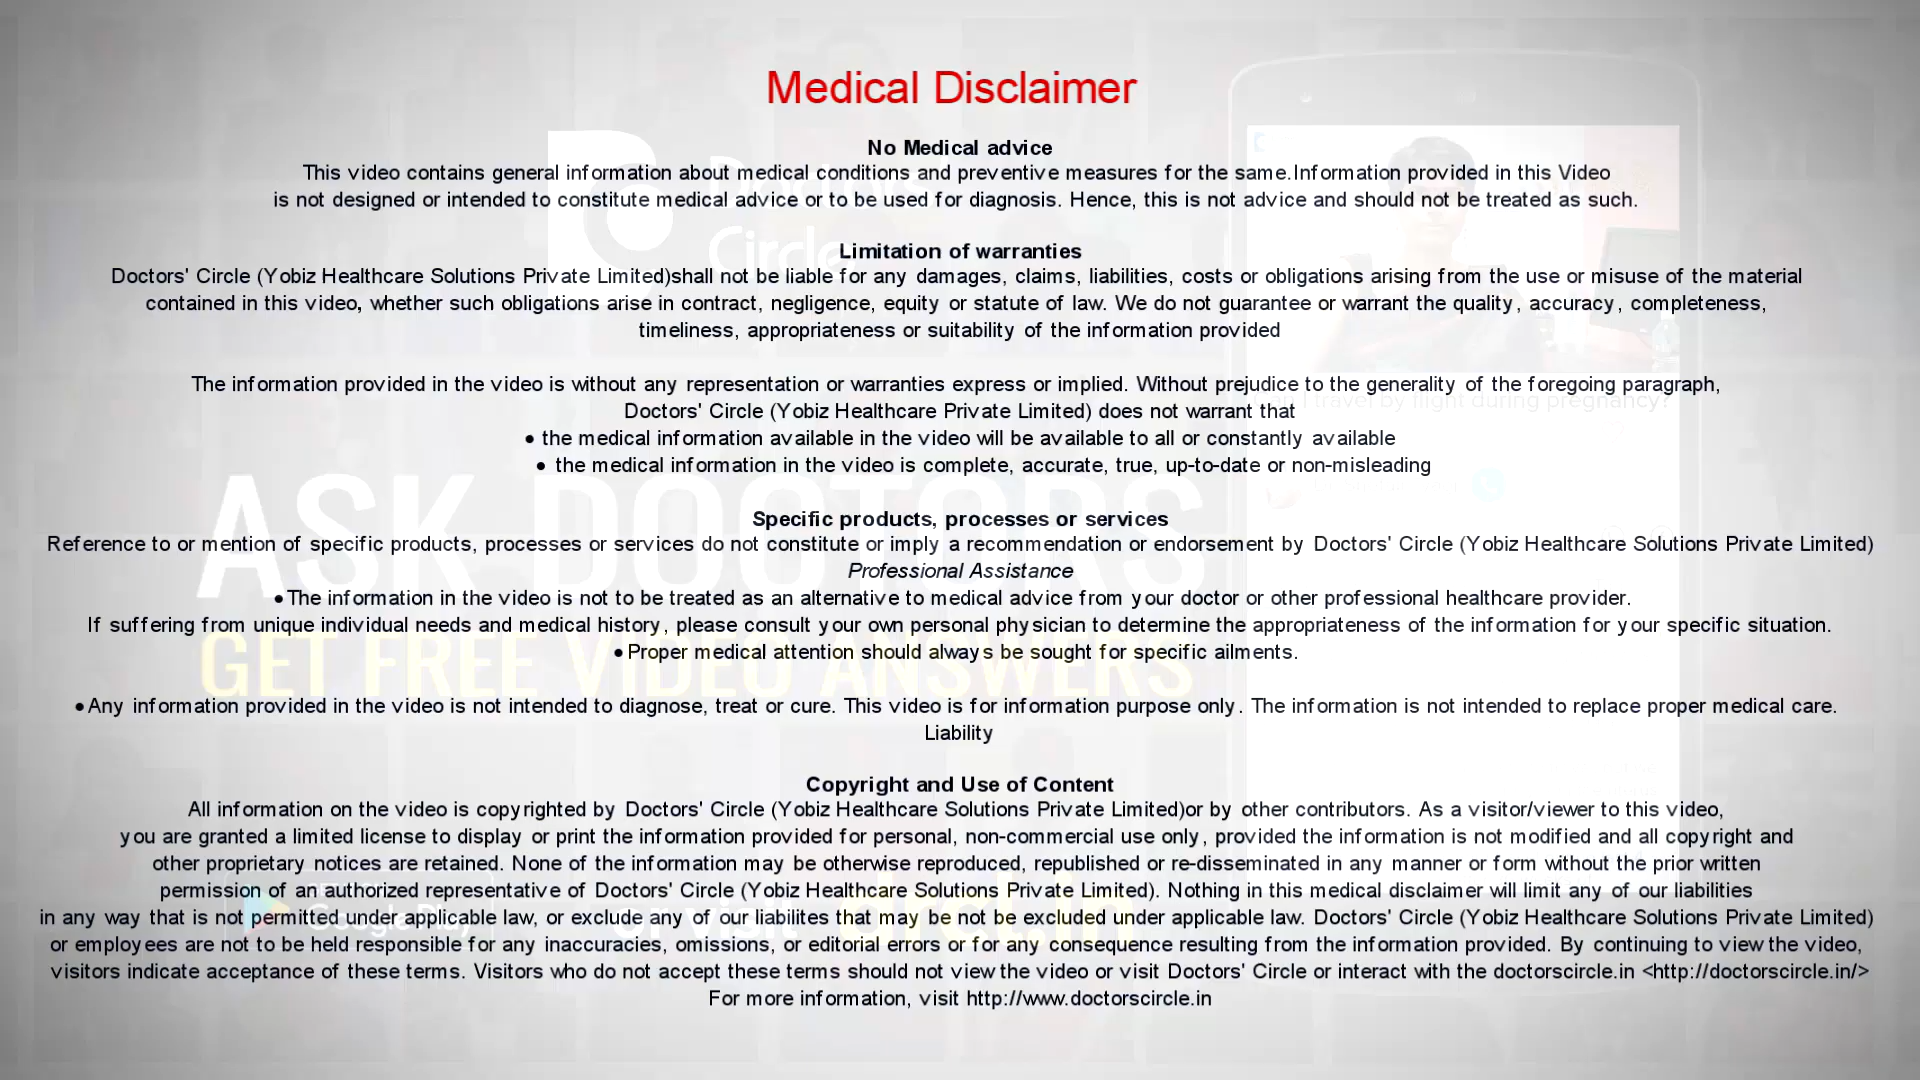 Medical Disclaimer
No Medical advice
This video contains general information about medical conditions and preventive measures for the same.Information provided in this Video
is not designed or intended to constitute medical advice or to be used for diagnosis. Hence, this is not advice and should not be treated as such.
Limitation of warranties
Doctors' Circle (Yobiz Healthcare Solutions Private Limited)shall not be liable for any damages, claims, liabilities, costs or obligations arising from the use or misuse of the material
contained in this video, whether such obligations arise in contract, negligence, equity or statute of law. We do not guarantee or warrant the quality, accuracy, completeness,
timeliness, appropriateness or suitability of the information provided
The information provided in the video is without any representation or warranties express or implied. Without prejudice to the generality of the foregoing paragraph,
Doctors' Circle (Yobiz Healthcare Private Limited) does not warrant that
• the medical information available in the video will be available to all or constantly available
• the medical information in the video is complete, accurate, true, up-to-date or non-misleading
Specific products, processes or services
Reference to or mention of specific products, processes or services do not constitute or imply a recommendation or endorsement by Doctors' Circle (Yobiz Healthcare Solutions Private Limited)
Professional Assistance
•The information in the video is not to be treated as an alternative to medical advice from your doctor or other professional healthcare provider.
If suffering from unique individual needs and medical history, please consult your own personal physician to determine the appropriateness of the information for your specific situation.
•Proper medical attention should always be sought for specific ailments.
•Any information provided in the video is not intended to diagnose, treat or cure. This video is for information purpose only. The information is not intended to replace proper medical care.
Liability
Copyright and Use of Content
All information on the video is copyrighted by Doctors' Circle (Yobiz Healthcare Solutions Private Limited)or by other contributors. As a visitor/viewer to this video,
you are granted a limited license to display or print the information provided for personal, non-commercial use only, provided the information is not modified and all copyright and
other proprietary notices are retained. None of the information may be otherwise reproduced, republished or re-disseminated in any manner or form without the prior written
permission of an authorized representative of Doctors' Circle (Yobiz Healthcare Solutions Private Limited). Nothing in this medical disclaimer will limit any of our liabilities
in any way that is not permitted under applicable law, or exclude any of our liabilites that may be not be excluded under applicable law. Doctors' Circle (Yobiz Healthcare Solutions Private Limited)
or employees are not to be held responsible for any inaccuracies, omissions, or editorial errors or for any consequence resulting from the information provided. By continuing to view the video,
visitors indicate acceptance of these terms. Visitors who do not accept these terms should not view the video or visit Doctors' Circle or interact with the doctorscircle.in <http://doctorscircle.in/>
For more information, visit http://www.doctorscircle.in
Doctors
Circle
ASK DOCTORS
GET FREE VIDEO ANSWERS
Google Play
or visit drcl.in
Can I travel by flight during pregnancy?